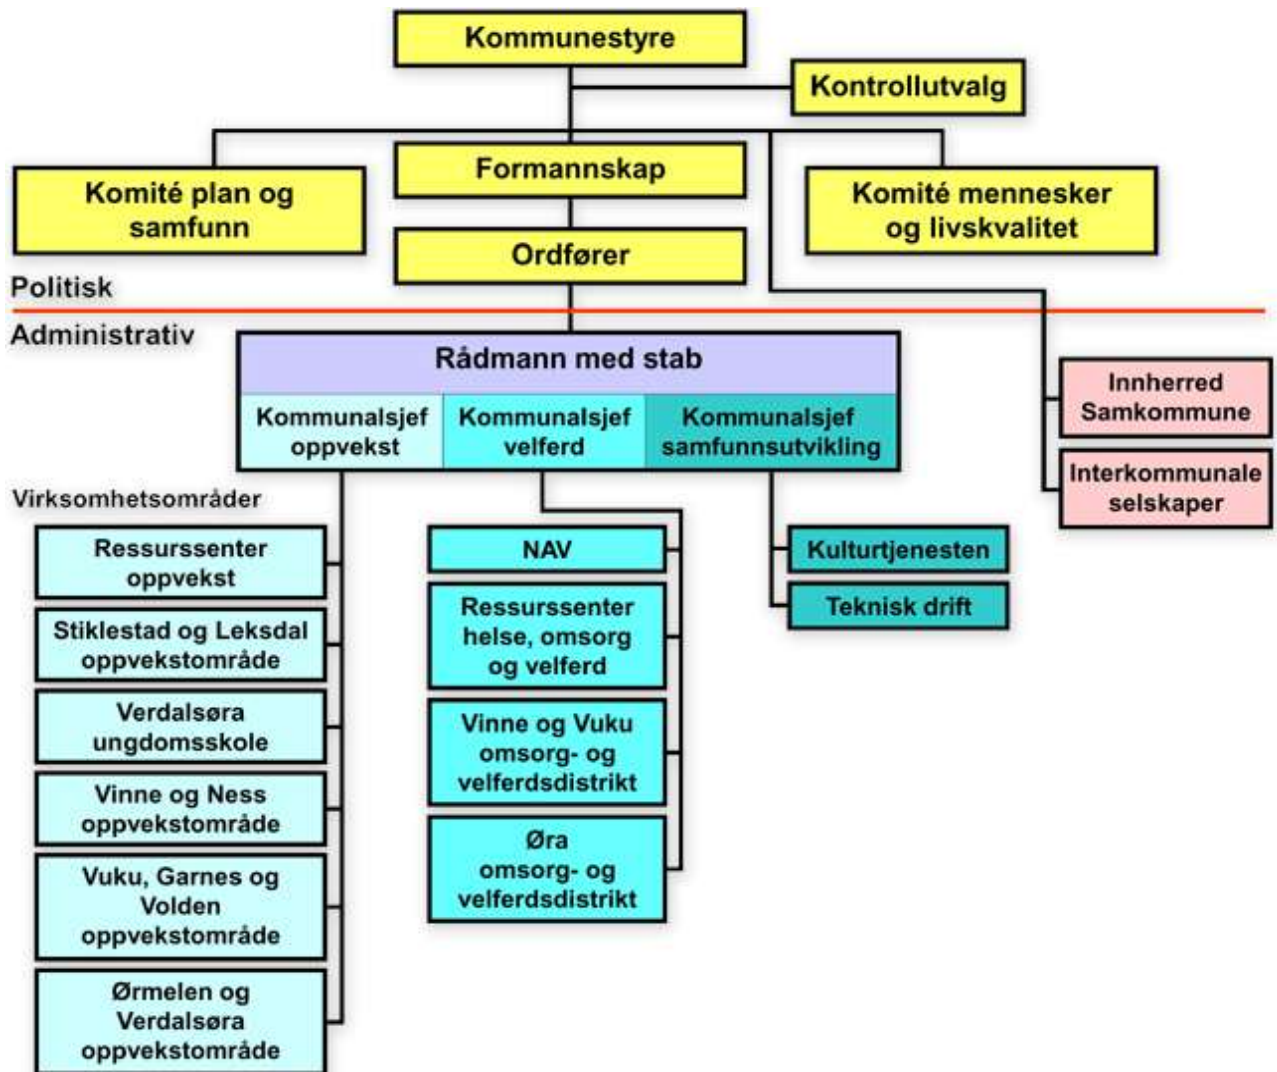 Kommunestyre
Kontrollutvalg
Komité plan og
samfunn
Formannskap
Komité mennesker
og livskvalitet
Ordfører
Politisk
Administrativ
Rådmann med stab
Kommunalsjef
oppvekst
Kommunalsjef
velferd
Kommunalsjef
samfunnsutvikling
Innherred
Samkommune
Interkommunale
selskaper
Virksomhetsområder
Ressurssenter
oppvekst
Stiklestad og Leksdal
oppvekstområde
Verdalsøra
ungdomsskole
Vinne og Ness
oppvekstområde
Vuku, Garnes og
Volden
oppvekstområde
Ørmelen og
Verdalsøra
oppvekstområde
NAV
Ressurssenter
helse, omsorg
og velferd
Vinne og Vuku
omsorg- og
velferdsdistrikt
Øra
omsorg- og
velferdsdistrikt
Kulturtjenesten
Teknisk drift